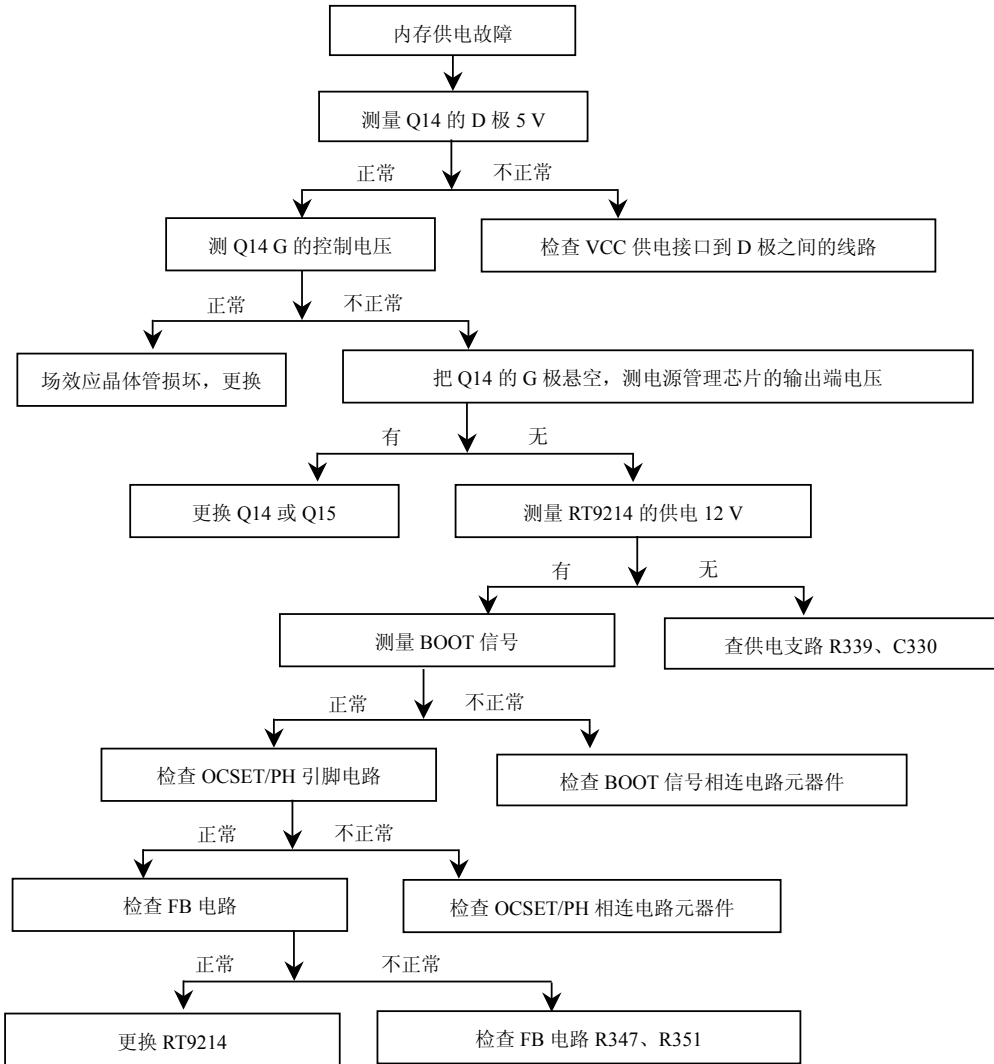 内存供电故障
测量 Q14 的 D 极 5 V
正常 不正常
测 Q14 G 的控制电压 检查 VCC 供电接口到 D 极之间的线路
正常 不正常
场效应晶体管损坏，更换 把 Q14 的 G 极悬空，测电源管理芯片的输出端电压
有 无
更换 Q14 或 Q15 测量 RT9214 的供电 12 V
有 无
测量 BOOT 信号 查供电支路 R339、C330
正常 不正常
检查 OCSET/PH 引脚电路 检查 BOOT 信号相连电路元器件
正常 不正常
检查 FB 电路 检查 OCSET/PH 相连电路元器件
正常 不正常
更换 RT9214 检查 FB 电路 R347、R351